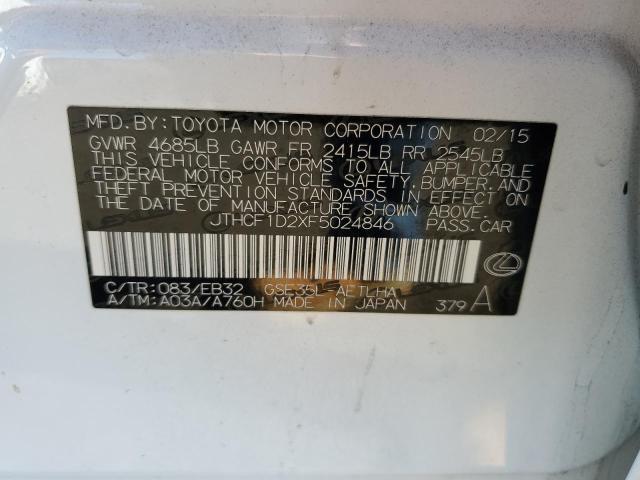 MFD.BY:TOYOTA MOTOR CORPORATION 02/15
GVWR 4685LB GAWR FR 2415LB RR 2545LB
THIS VEHICLE CONFORMS TO ALL APPLICABLE
FEDERAL MOTOR VEHICLE SAFETY, BUMPER, AND
THEFT PREVENTION STANDARDS IN EFFECT ON
THE DATE OF MANUFACTURE SHOWN ABOVE.
JTHCF1D2XF5024846 PASS.CAR
C/TR:083/EB32 GSE35L-AETLHA
A/TM:A03A/A760H MADE IN JAPAN 379 A